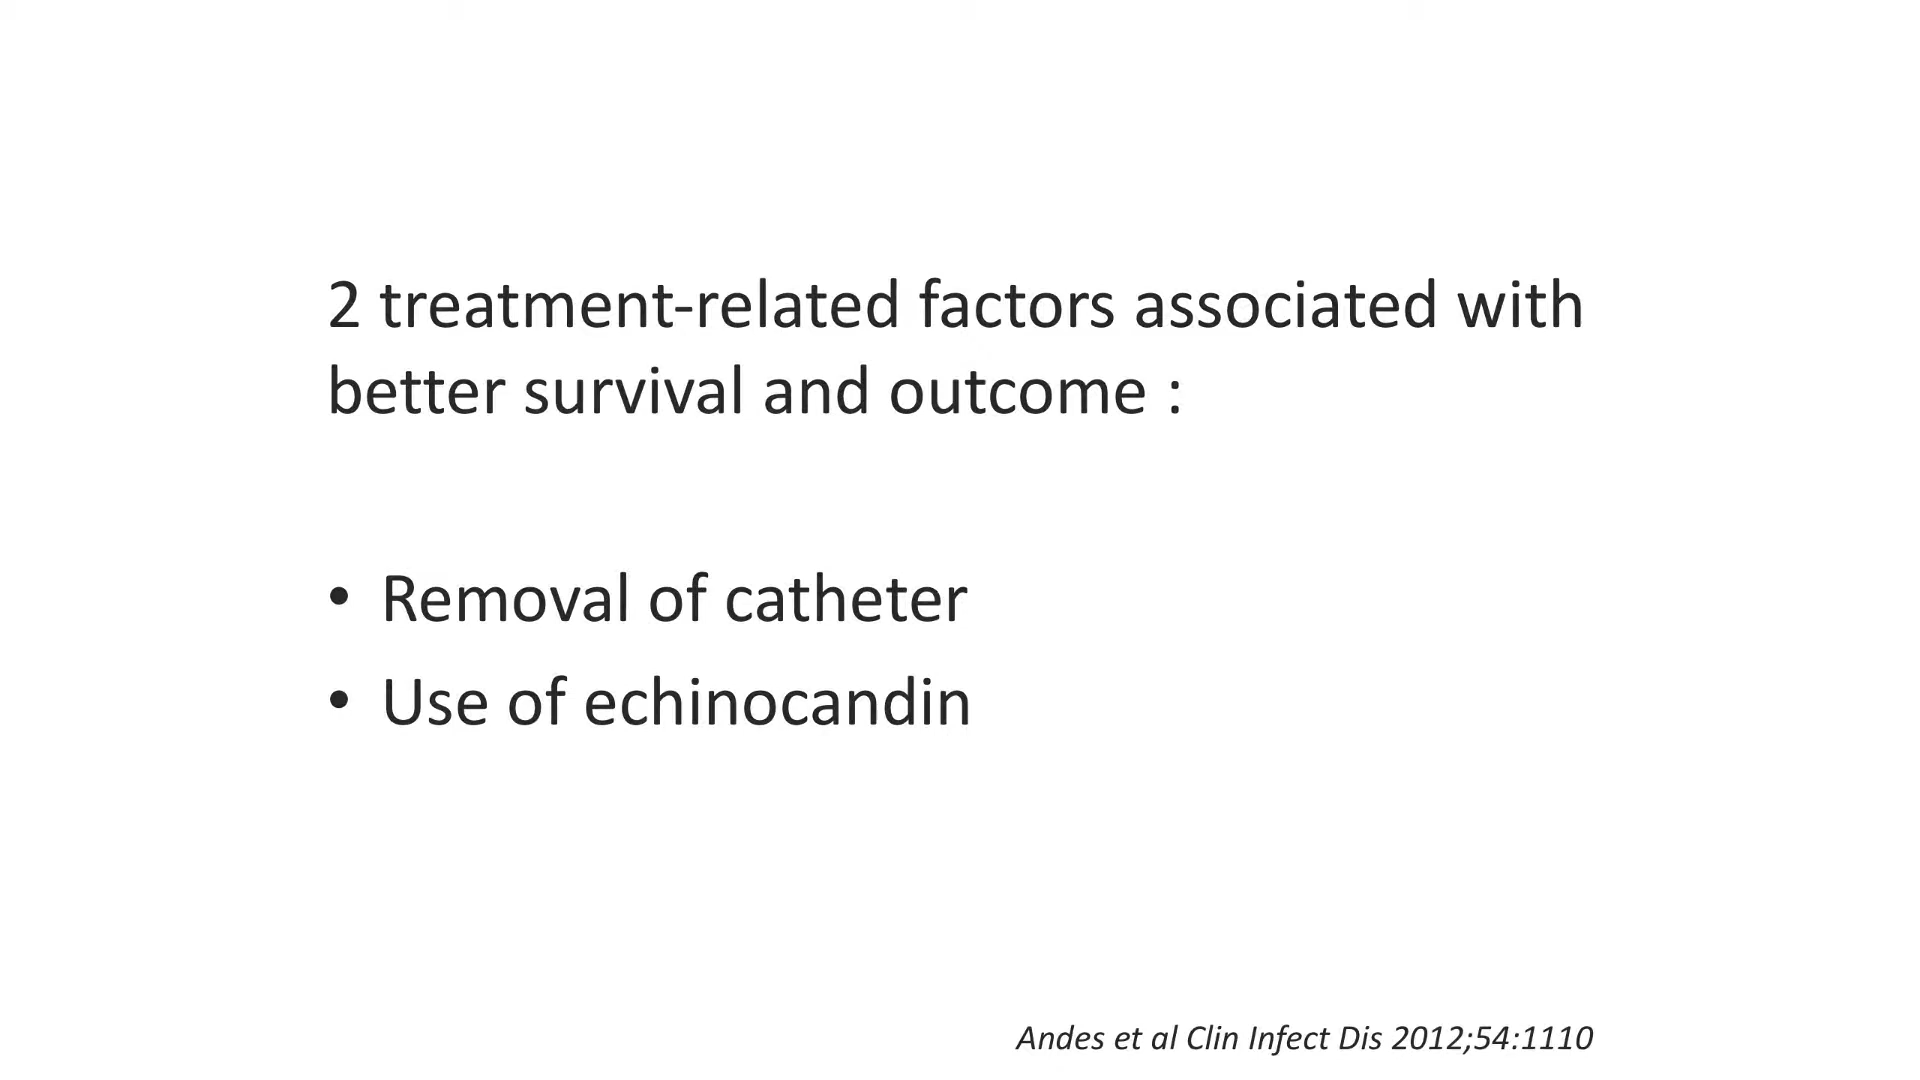 2 treatment-related factors associated with
better survival and outcome :
• Removal of catheter
• Use of echinocandin
Andes et al Clin Infect Dis 2012;54:1110